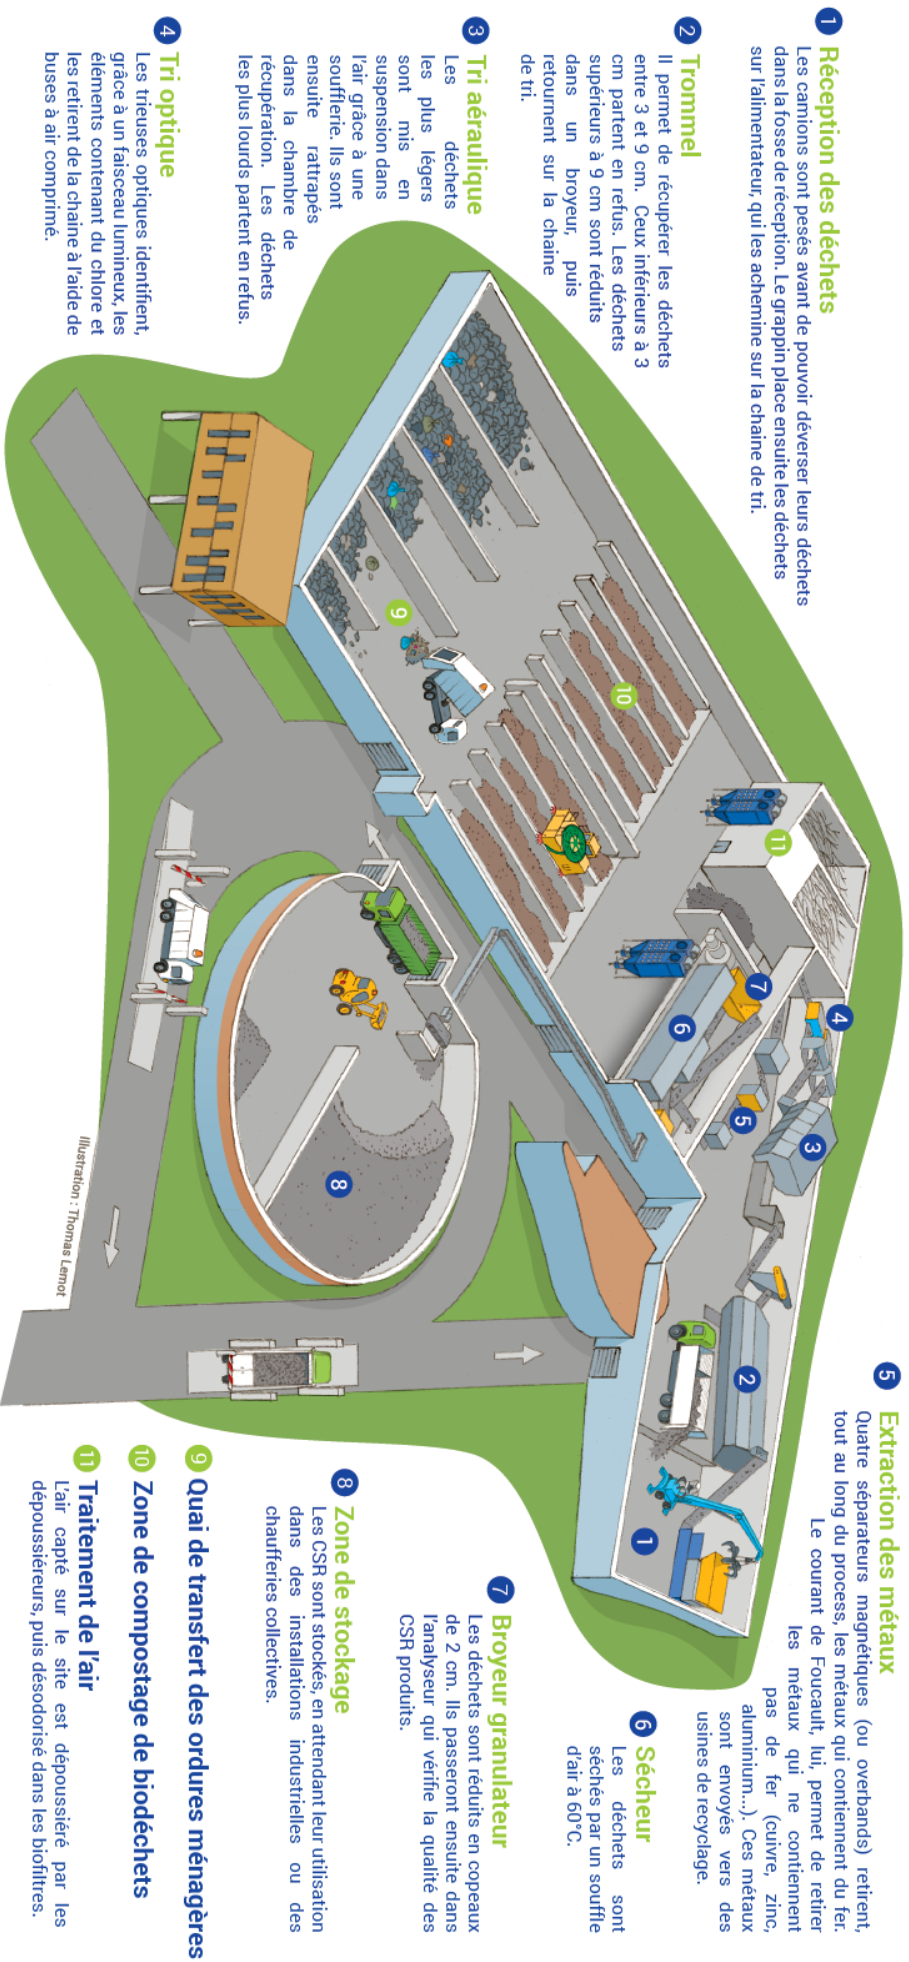 1 Réception des déchets
Les camions sont pesés avant de pouvoir déverser leurs déchets
dans la fosse de réception. Le grappin place ensuite les déchets
sur l'alimentateur, qui les achemine sur la chaine de tri.
2 Trommel
Il permet de récupérer les déchets
entre 3 et 9 cm. Ceux inférieurs à 3
cm partent en refus. Les déchets
supérieurs à 9 cm sont réduits
dans un broyeur, puis
retournent sur la chaine
de tri.
3 Tri aéraulique
Les déchets
les plus légers
sont mis en
suspension dans
l'air grâce à une
soufflerie. Ils sont
ensuite rattrapés
dans la chambre de
récupération. Les déchets
les plus lourds partent en refus.
4 Tri optique
Les trieuses optiques identifient,
grâce à un faisceau lumineux, les
éléments contenant du chlore et
les retirent de la chaine à l'aide de
buses à air comprimé.
5 Extraction des métaux
Quatre séparateurs magnétiques (ou overbands) retirent,
tout au long du process, les métaux qui contiennent du fer.
Le courant de Foucault, lui, permet de retirer
les métaux qui ne contiennent
pas de fer (cuivre, zinc,
aluminium...). Ces métaux
sont envoyés vers des
usines de recyclage.
6 Sécheur
Les déchets sont
séchés par un souffle
d'air à 60°C.
7 Broyeur granulateur
Les déchets sont réduits en copeaux
de 2 cm. Ils passeront ensuite dans
l'analyseur qui vérifie la qualité des
CSR produits.
8 Zone de stockage
Les CSR sont stockés, en attendant leur utilisation
dans des installations industrielles ou des
chaufferies collectives.
9 Quai de transfert des ordures ménagères
10 Zone de compostage de biodéchets
11 Traitement de l'air
L'air capté sur le site est dépoussiéré par les
dépoussiéreurs, puis désodorisé dans les biofiltres.
11
4
7
3
6
5
10
9
2
8
1
Illustration : Thomas Lemot